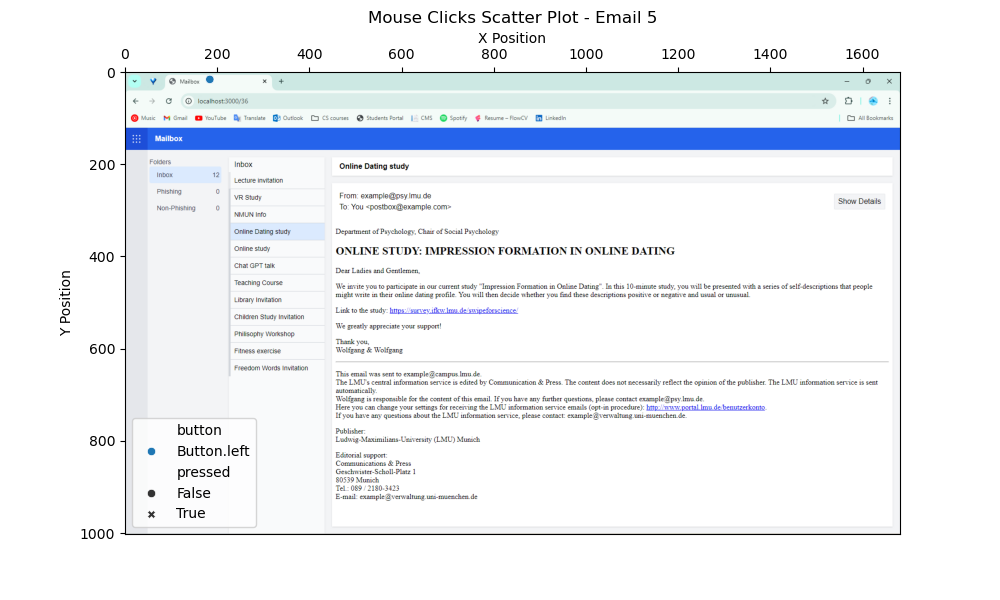 Mouse Clicks Scatter Plot - Email 5
X Position
0 200 400 600 800 1000 1200 1400 1600
Y Position
0
200
400
600
800
1000
Mailbox
localhost:3000/36
Music Gmail YouTube Translate Outlook CS courses Students Portal CMS Spotify Resume – FlowCV LinkedIn All Bookmarks
Mailbox
Folders
Inbox 12
Phishing 0
Non-Phishing 0
Inbox
Lecture invitation
VR Study
NMUN Info
Online Dating study
Online study
Chat GPT talk
Teaching Course
Library Invitation
Children Study Invitation
Philisophy Workshop
Fitness exercise
Freedom Words Invitation
Online Dating study
From: example@psy.lmu.de
To: You <postbox@example.com>
Show Details
Department of Psychology, Chair of Social Psychology
ONLINE STUDY: IMPRESSION FORMATION IN ONLINE DATING
Dear Ladies and Gentlemen,
We invite you to participate in our current study "Impression Formation in Online Dating". In this 10-minute study, you will be presented with a series of self-descriptions that people
might write in their online dating profile. You will then decide whether you find these descriptions positive or negative and usual or unusual.
Link to the study: https://survey.ifkw.lmu.de/swipeforscience/
We greatly appreciate your support!
Thank you,
Wolfgang & Wolfgang
This email was sent to example@campus.lmu.de.
The LMU's central information service is edited by Communication & Press. The content does not necessarily reflect the opinion of the publisher. The LMU information service is sent
automatically.
Wolfgang is responsible for the content of this email. If you have any further questions, please contact example@psy.lmu.de.
Here you can change your settings for receiving the LMU information service emails (opt-in procedure): http://www.portal.lmu.de/benutzerkonto.
If you have any questions about the LMU information service, please contact: example@verwaltung.uni-muenchen.de.
Publisher:
Ludwig-Maximilians-University (LMU) Munich
Editorial support:
Communications & Press
Geschwister-Scholl-Platz 1
80539 Munich
Tel.: 089 / 2180-3423
E-mail: example@verwaltung.uni-muenchen.de
button
Button.left
pressed
False
True